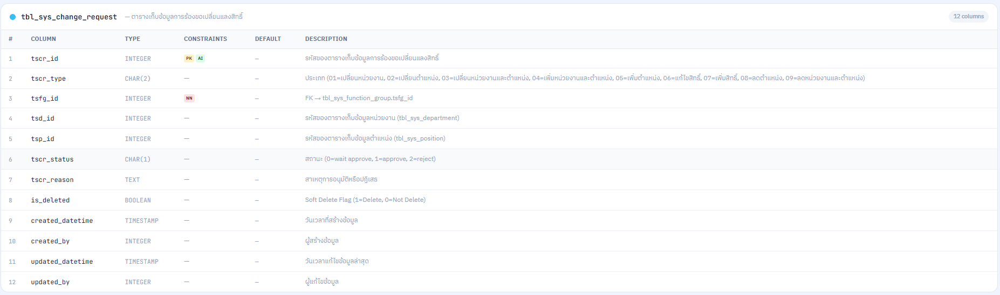 tbl_sys_change_request — ตารางเก็บข้อมูลการร้องขอเปลี่ยนแลงสิทธิ์ 12 columns
# COLUMN TYPE CONSTRAINTS DEFAULT DESCRIPTION
1 tscr_id INTEGER PK AI — รหัสของตารางเก็บข้อมูลการร้องขอเปลี่ยนแลงสิทธิ์
2 tscr_type CHAR(2) — — ประเภท (01=เปลี่ยนหน่วยงาน, 02=เปลี่ยนตำแหน่ง, 03=เปลี่ยนหน่วยงานและตำแหน่ง, 04=เพิ่มหน่วยงานและตำแหน่ง, 05=เพิ่มตำแหน่ง, 06=แก้ไขสิทธิ์, 07=เพิ่มสิทธิ์, 08=ลดตำแหน่ง, 09=ลดหน่วยงานและตำแหน่ง)
3 tsfg_id INTEGER NN — FK → tbl_sys_function_group.tsfg_id
4 tsd_id INTEGER — — รหัสของตารางเก็บข้อมูลหน่วยงาน (tbl_sys_department)
5 tsp_id INTEGER — — รหัสของตารางเก็บข้อมูลตำแหน่ง (tbl_sys_position)
6 tscr_status CHAR(1) — — สถานะ (0=wait approve, 1=approve, 2=reject)
7 tscr_reason TEXT — — สาเหตุการอนุมัติหรือปฏิเสธ
8 is_deleted BOOLEAN — — Soft Delete Flag (1=Delete, 0=Not Delete)
9 created_datetime TIMESTAMP — — วันเวลาที่สร้างข้อมูล
10 created_by INTEGER — — ผู้สร้างข้อมูล
11 updated_datetime TIMESTAMP — — วันเวลาแก้ไขข้อมูลล่าสุด
12 updated_by INTEGER — — ผู้แก้ไขข้อมูล